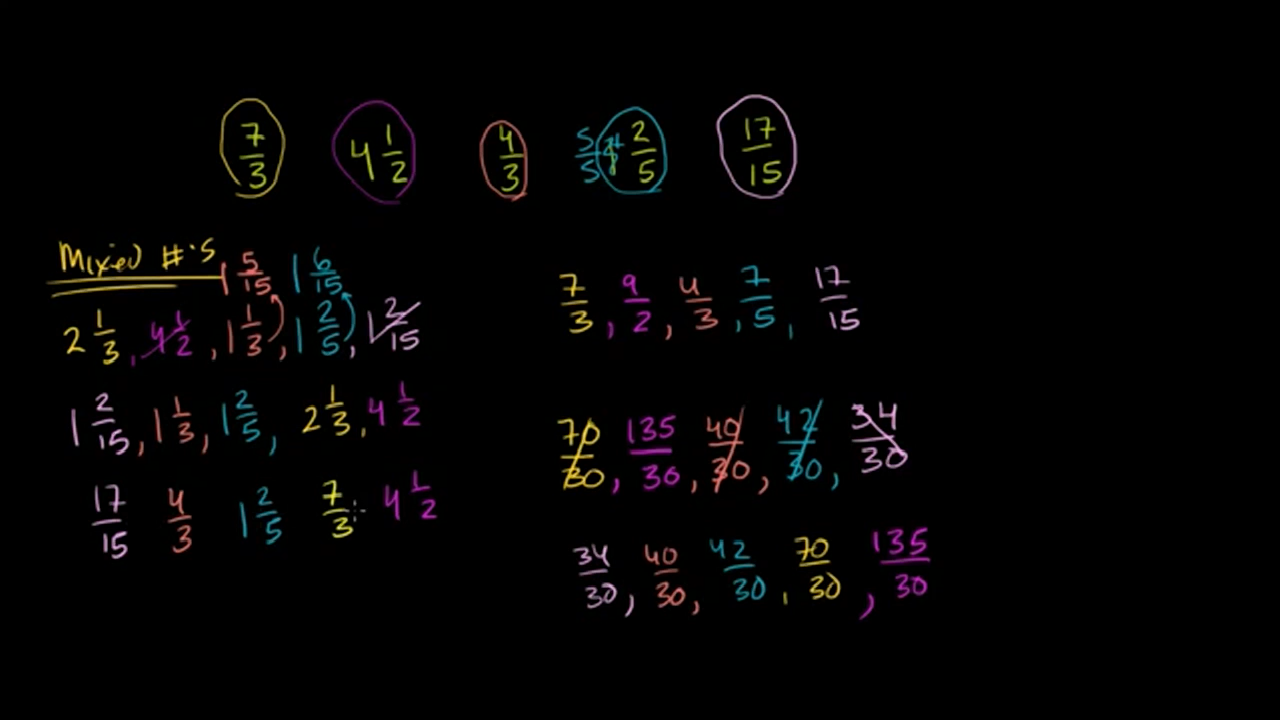 7/3 4 1/2 4/3 5/5 + 2/5 17/15
Mixed #'s
1 5/15 1 6/15
2 1/3, 4 1/2, 1 1/3, 1 2/5, 1 2/15
1 2/15, 1 1/3, 1 2/5, 2 1/3, 4 1/2
17/15 4/3 1 2/5 7/3 4 1/2
7/3, 9/2, 4/3, 7/5, 17/15
70/30, 135/30, 40/30, 42/30, 34/30
34/30, 40/30, 42/30, 70/30, 135/30